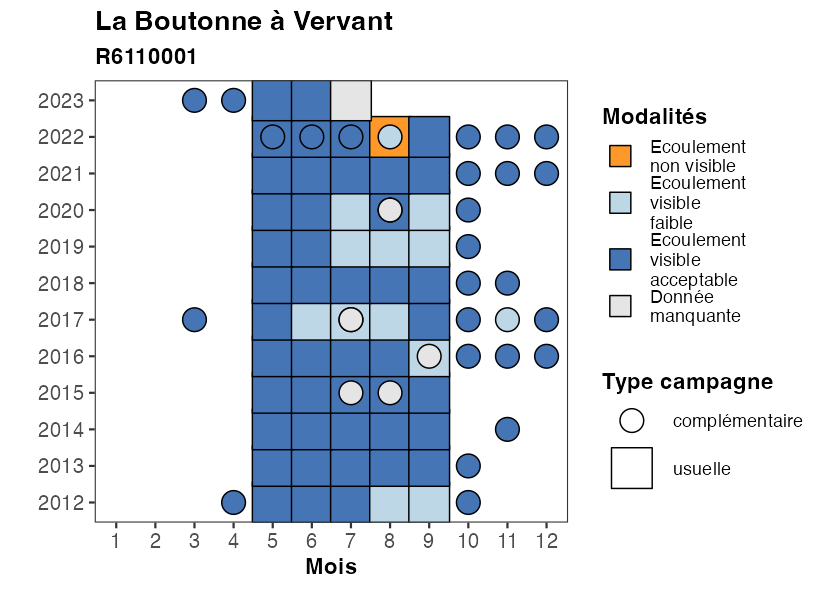 La Boutonne à Vervant
R6110001
2023
2022
2021
2020
2019
2018
2017
2016
2015
2014
2013
2012
1 2 3 4 5 6 7 8 9 10 11 12
Mois
Modalités
Ecoulement
non visible
Ecoulement
visible
faible
Ecoulement
visible
acceptable
Donnée
manquante
Type campagne
complémentaire
usuelle